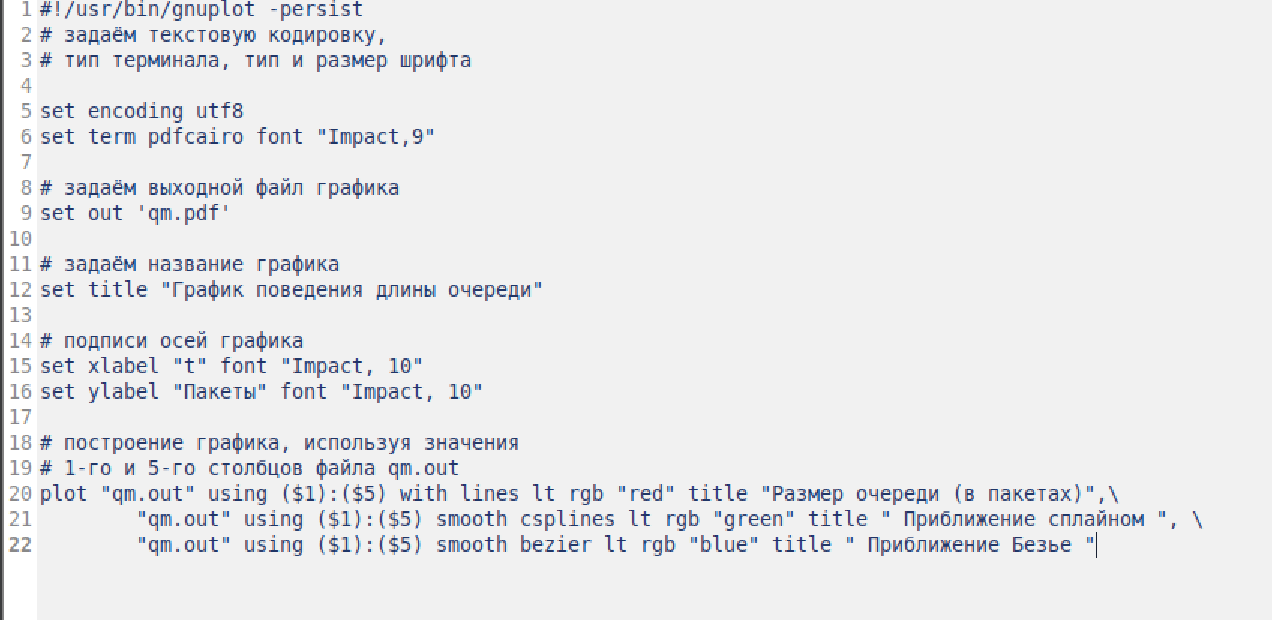 1 #!/usr/bin/gnuplot -persist
2 # задаём текстовую кодировку,
3 # тип терминала, тип и размер шрифта
4
5 set encoding utf8
6 set term pdfcairo font "Impact,9"
7
8 # задаём выходной файл графика
9 set out 'qm.pdf'
10
11 # задаём название графика
12 set title "График поведения длины очереди"
13
14 # подписи осей графика
15 set xlabel "t" font "Impact, 10"
16 set ylabel "Пакеты" font "Impact, 10"
17
18 # построение графика, используя значения
19 # 1-го и 5-го столбцов файла qm.out
20 plot "qm.out" using ($1):($5) with lines lt rgb "red" title "Размер очереди (в пакетах)",\
21         "qm.out" using ($1):($5) smooth csplines lt rgb "green" title " Приближение сплайном ", \
22         "qm.out" using ($1):($5) smooth bezier lt rgb "blue" title " Приближение Безье "